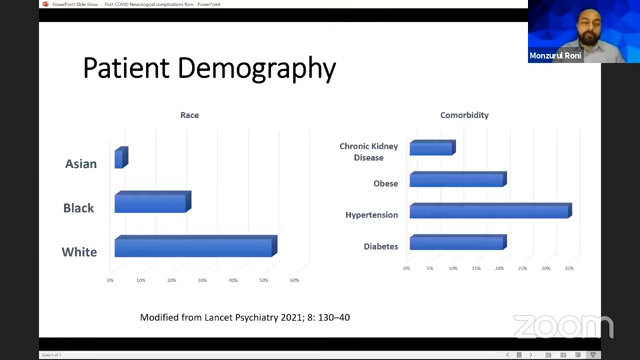 PowerPoint Slide Show - Post-COVID Neurological complications Roni - PowerPoint
Monzurul Roni
Patient Demography
Race
Asian
Black
White
0% 10% 20% 30% 40% 50% 60%
Comorbidity
Chronic Kidney
Disease
Obese
Hypertension
Diabetes
0% 5% 10% 15% 20% 25% 30% 35%
Modified from Lancet Psychiatry 2021; 8: 130–40
zoom